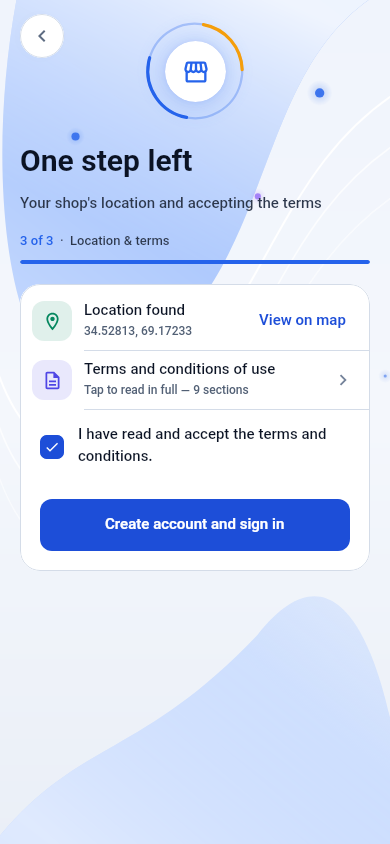 One step left
Your shop's location and accepting the terms
3 of 3 · Location & terms
Location found
34.52813, 69.17233
View on map
Terms and conditions of use
Tap to read in full — 9 sections
I have read and accept the terms and
conditions.
Create account and sign in